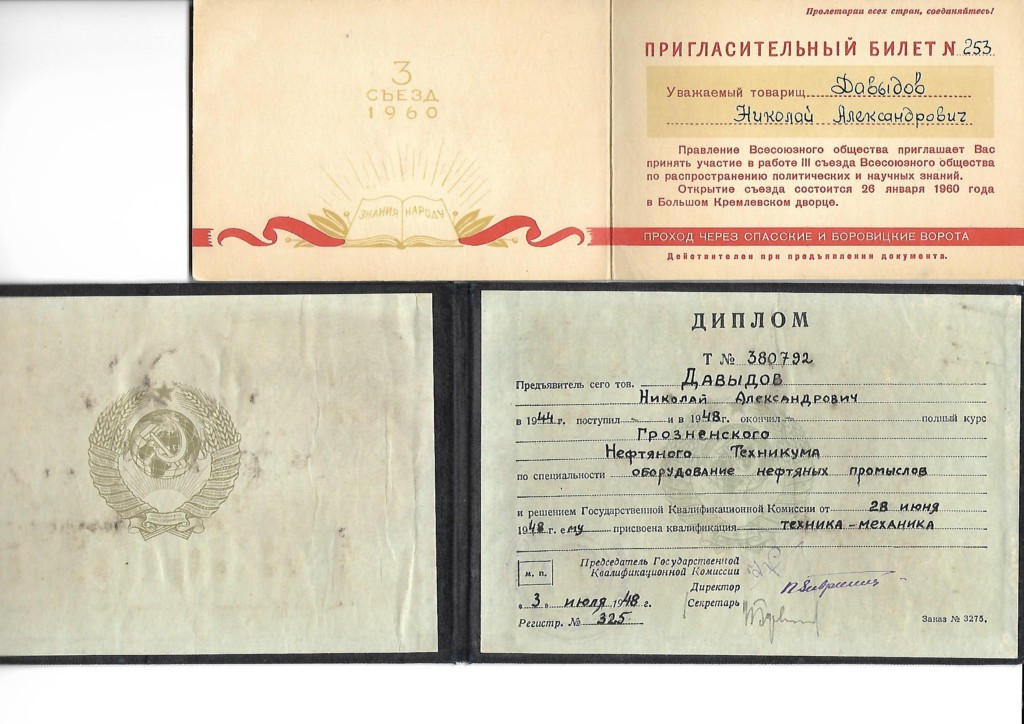 3
СЪЕЗД
1960
ЗНАНИЯ НАРОДУ
Пролетарии всех стран, соединяйтесь!
ПРИГЛАСИТЕЛЬНЫЙ БИЛЕТ N 253
Уважаемый товарищ Давыдов
Николай Александрович
Правление Всесоюзного общества приглашает Вас
принять участие в работе III съезда Всесоюзного общества
по распространению политических и научных знаний.
Открытие съезда состоится 26 января 1960 года
в Большом Кремлевском дворце.
ПРОХОД ЧЕРЕЗ СПАССКИЕ И БОРОВИЦКИЕ ВОРОТА
Действителен при предъявлении документа.
ДИПЛОМ
Т № 380792
Предъявитель сего тов. Давыдов
Николай Александрович
в 1944 г. поступил и в 1948 г. окончил полный курс
Грозненского
Нефтяного Техникума
по специальности оборудование нефтяных промыслов
и решением Государственной Квалификационной Комиссии от 28 июня
1948 г. ему присвоена квалификация техника-механика
Председатель Государственной
Квалификационной Комиссии
м. п.
Директор
„3„ июля 1948 г.
Секретарь
Регистр. № 325
Заказ № 3275.